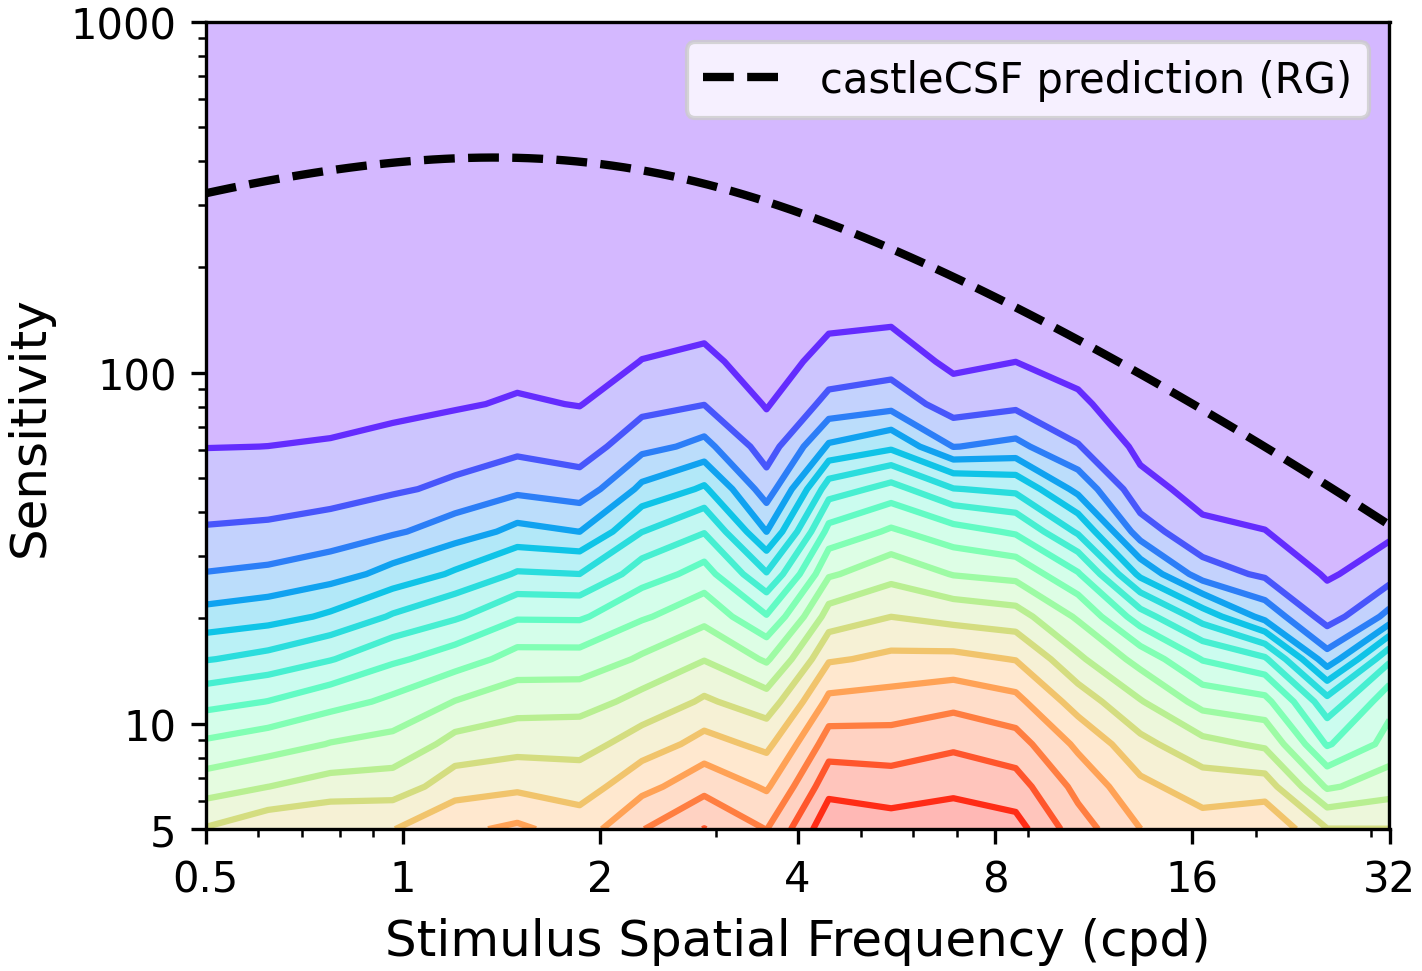 1000
castleCSF prediction (RG)
Sensitivity
100
10
5
0.5 1 2 4 8 16 32
Stimulus Spatial Frequency (cpd)